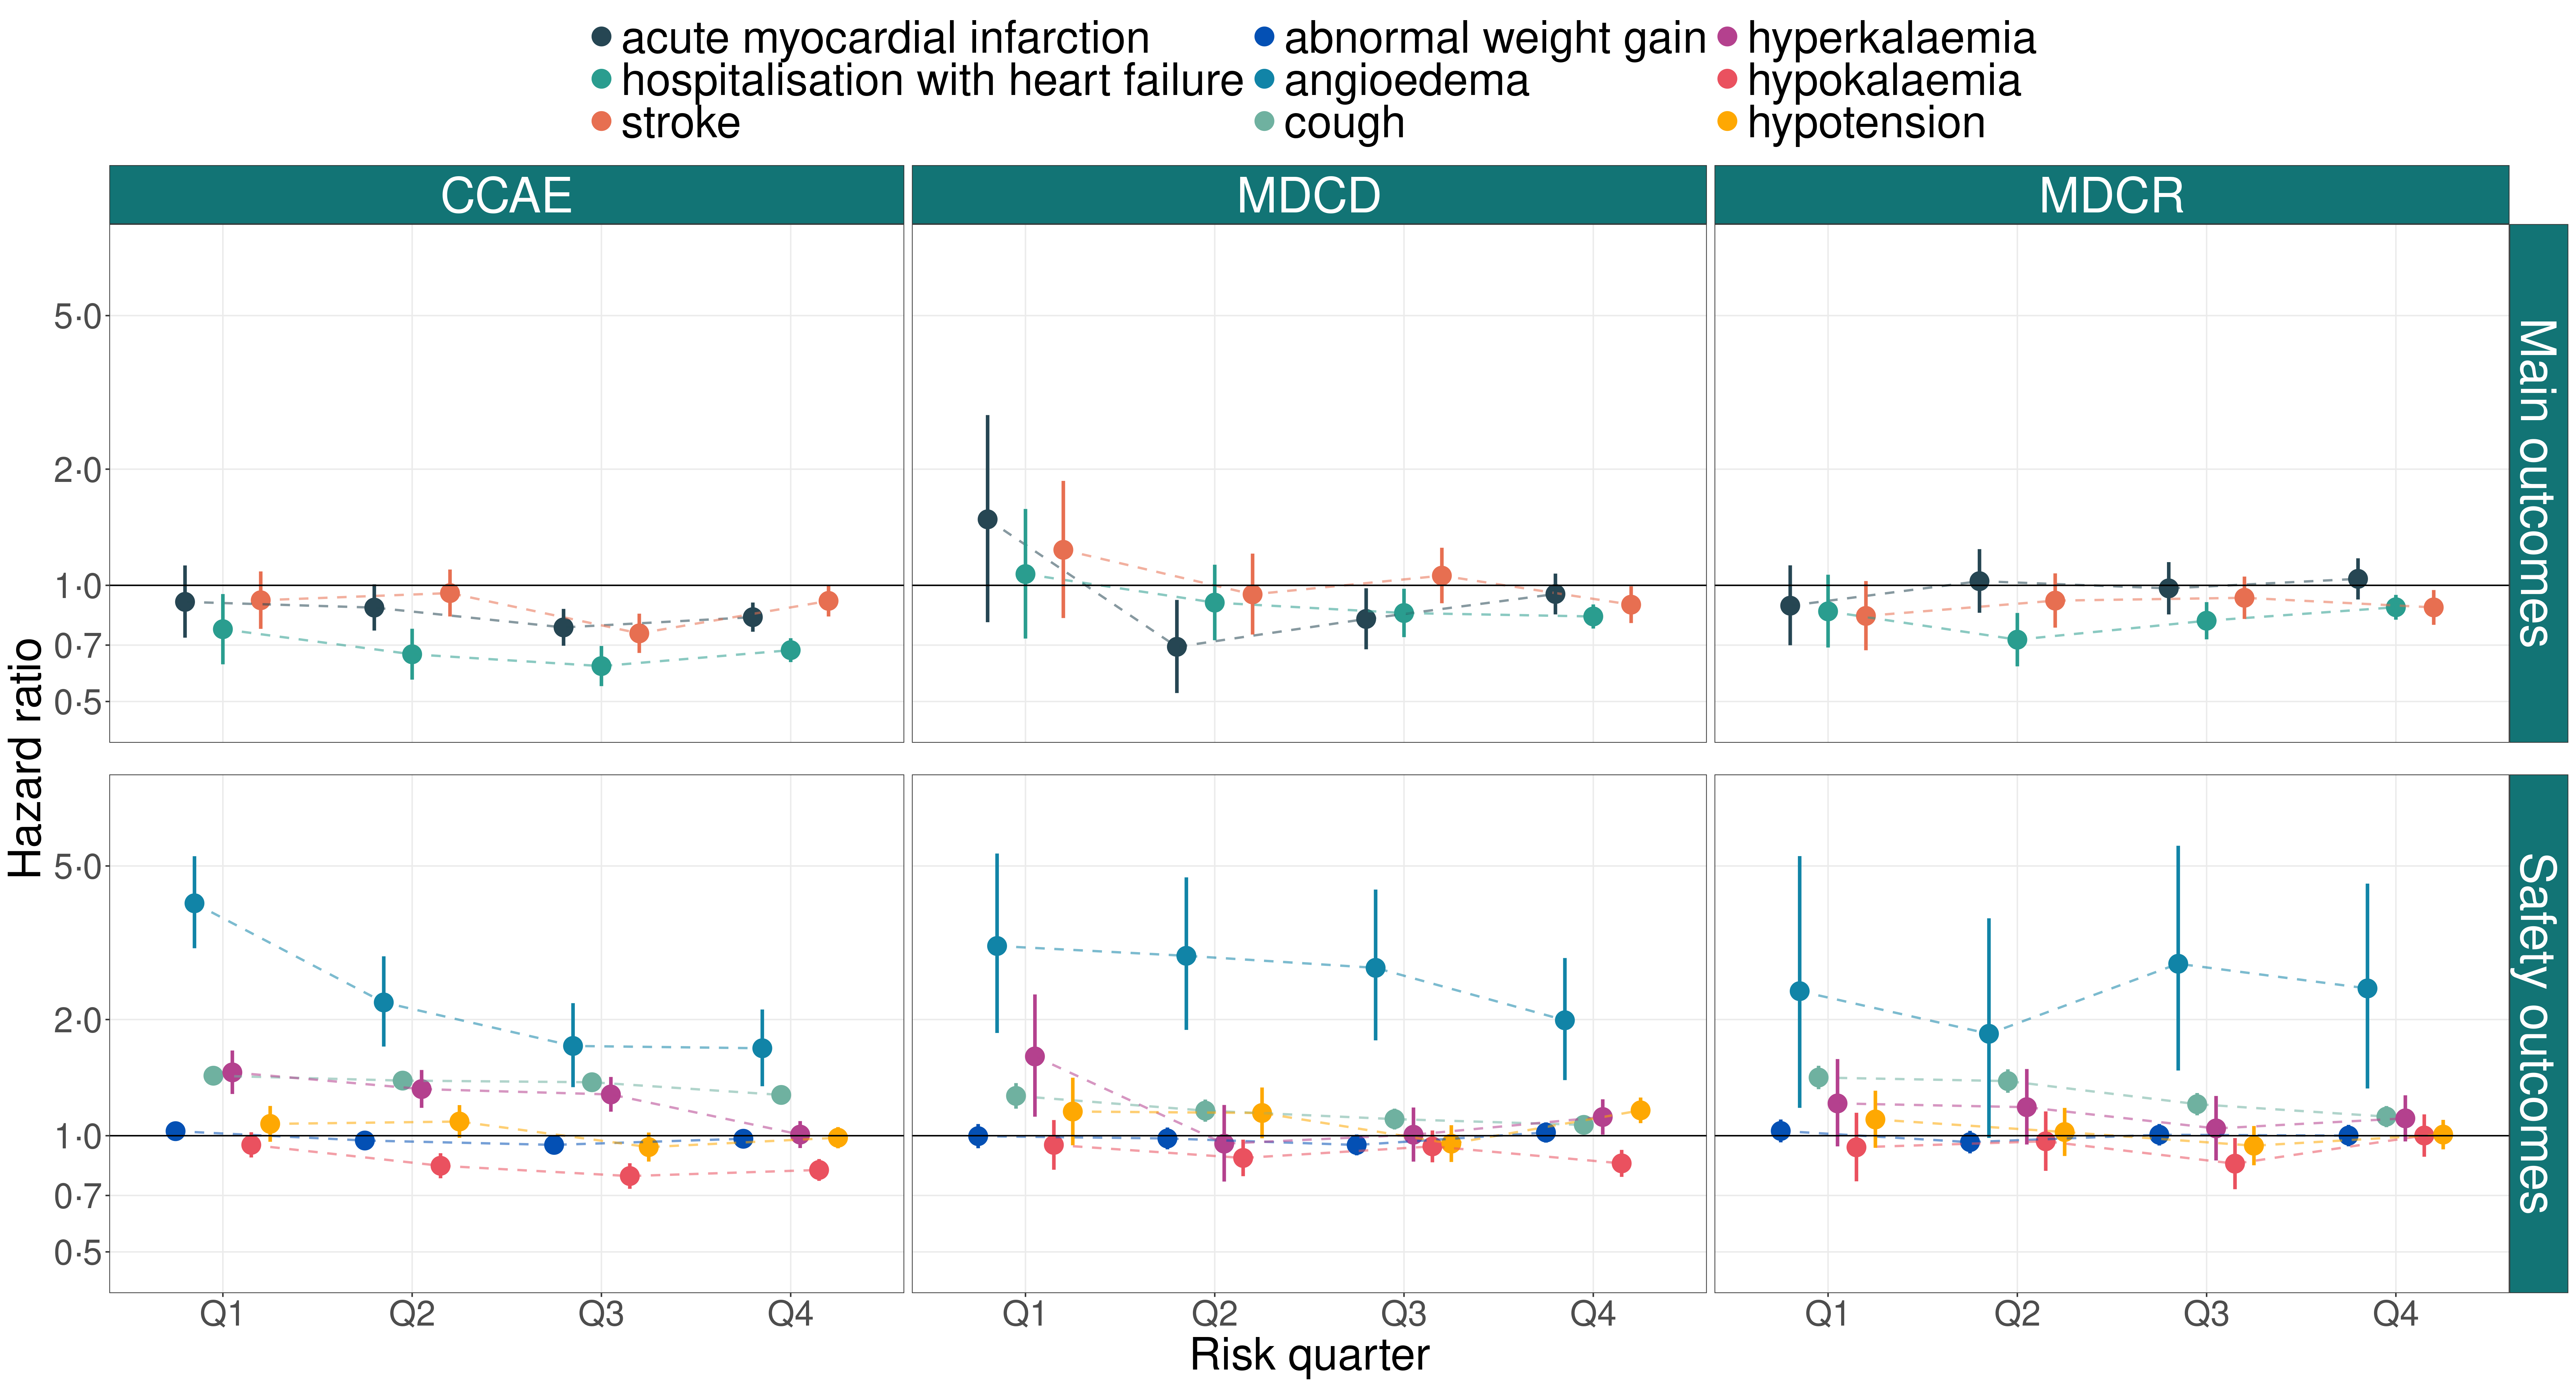 acute myocardial infarction
abnormal weight gain
hyperkalaemia
hospitalisation with heart failure
angioedema
hypokalaemia
stroke
cough
hypotension
CCAE
MDCD
MDCR
5·0
2·0
1·0
0·7
0·5
Main outcomes
Hazard ratio
5·0
2·0
1·0
0·7
0·5
Safety outcomes
Q1 Q2 Q3 Q4
Q1 Q2 Q3 Q4
Q1 Q2 Q3 Q4
Risk quarter